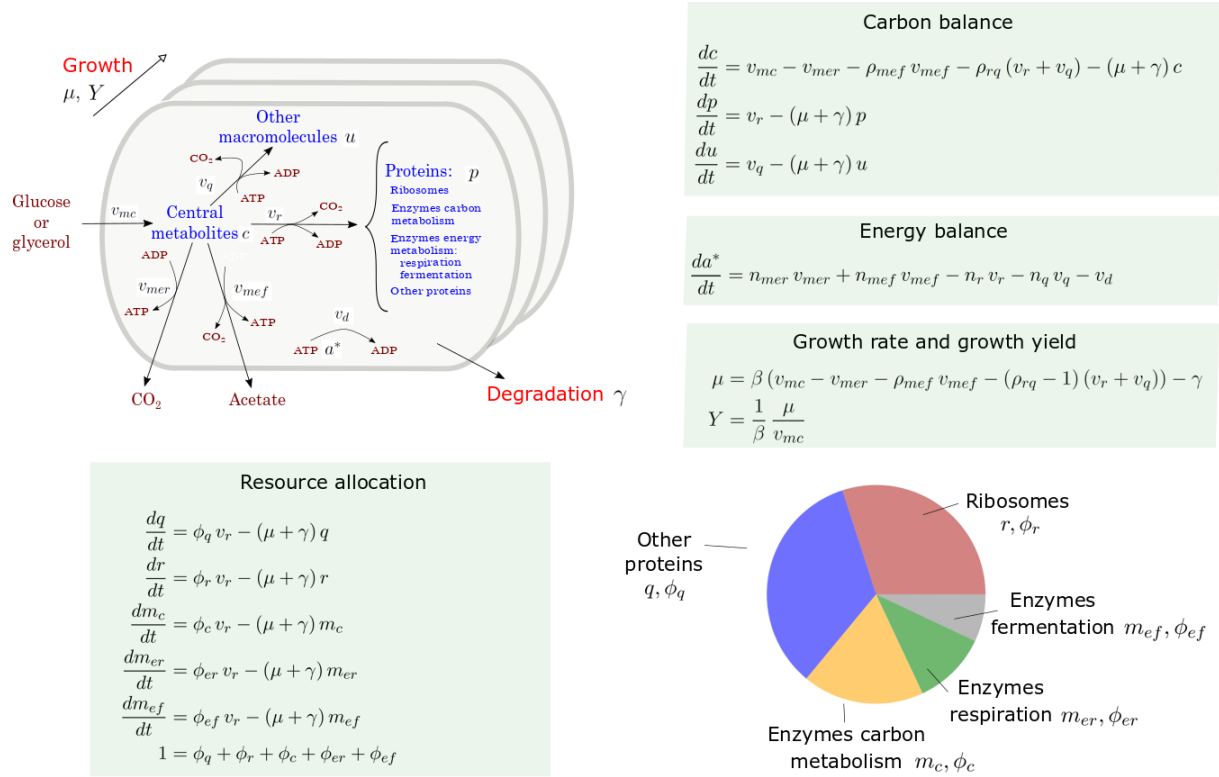 Growth
μ, Y
Other
macromolecules u
CO₂
ADP
v_q
ATP
Glucose
or
glycerol
v_mc
Central
metabolites c
v_r
CO₂
ATP
ADP
Proteins: p
Ribosomes
Enzymes carbon
metabolism
Enzymes energy
metabolism:
respiration
fermentation
Other proteins
ADP
v_mer
ATP
v_mef
ATP
CO₂
v_d
ATP a*
ADP
CO₂
Acetate
Degradation γ
Carbon balance
dc/dt = v_mc − v_mer − ρ_mef v_mef − ρ_rq (v_r + v_q) − (μ + γ) c
dp/dt = v_r − (μ + γ) p
du/dt = v_q − (μ + γ) u
Energy balance
da*/dt = n_mer v_mer + n_mef v_mef − n_r v_r − n_q v_q − v_d
Growth rate and growth yield
μ = β (v_mc − v_mer − ρ_mef v_mef − (ρ_rq − 1) (v_r + v_q)) − γ
Y = 1/β μ/v_mc
Resource allocation
dq/dt = ϕ_q v_r − (μ + γ) q
dr/dt = ϕ_r v_r − (μ + γ) r
dm_c/dt = ϕ_c v_r − (μ + γ) m_c
dm_er/dt = ϕ_er v_r − (μ + γ) m_er
dm_ef/dt = ϕ_ef v_r − (μ + γ) m_ef
1 = ϕ_q + ϕ_r + ϕ_c + ϕ_er + ϕ_ef
Other
proteins
q, ϕ_q
Ribosomes
r, ϕ_r
Enzymes
fermentation m_ef, ϕ_ef
Enzymes
respiration m_er, ϕ_er
Enzymes carbon
metabolism m_c, ϕ_c